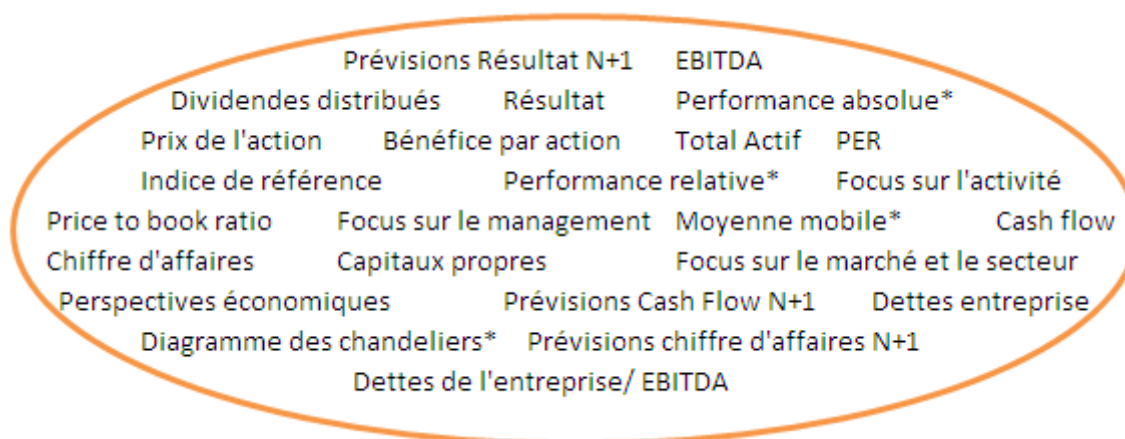 Prévisions Résultat N+1 EBITDA
Dividendes distribués Résultat Performance absolue*
Prix de l'action Bénéfice par action Total Actif PER
Indice de référence Performance relative* Focus sur l'activité
Price to book ratio Focus sur le management Moyenne mobile* Cash flow
Chiffre d'affaires Capitaux propres Focus sur le marché et le secteur
Perspectives économiques Prévisions Cash Flow N+1 Dettes entreprise
Diagramme des chandeliers* Prévisions chiffre d'affaires N+1
Dettes de l'entreprise/ EBITDA